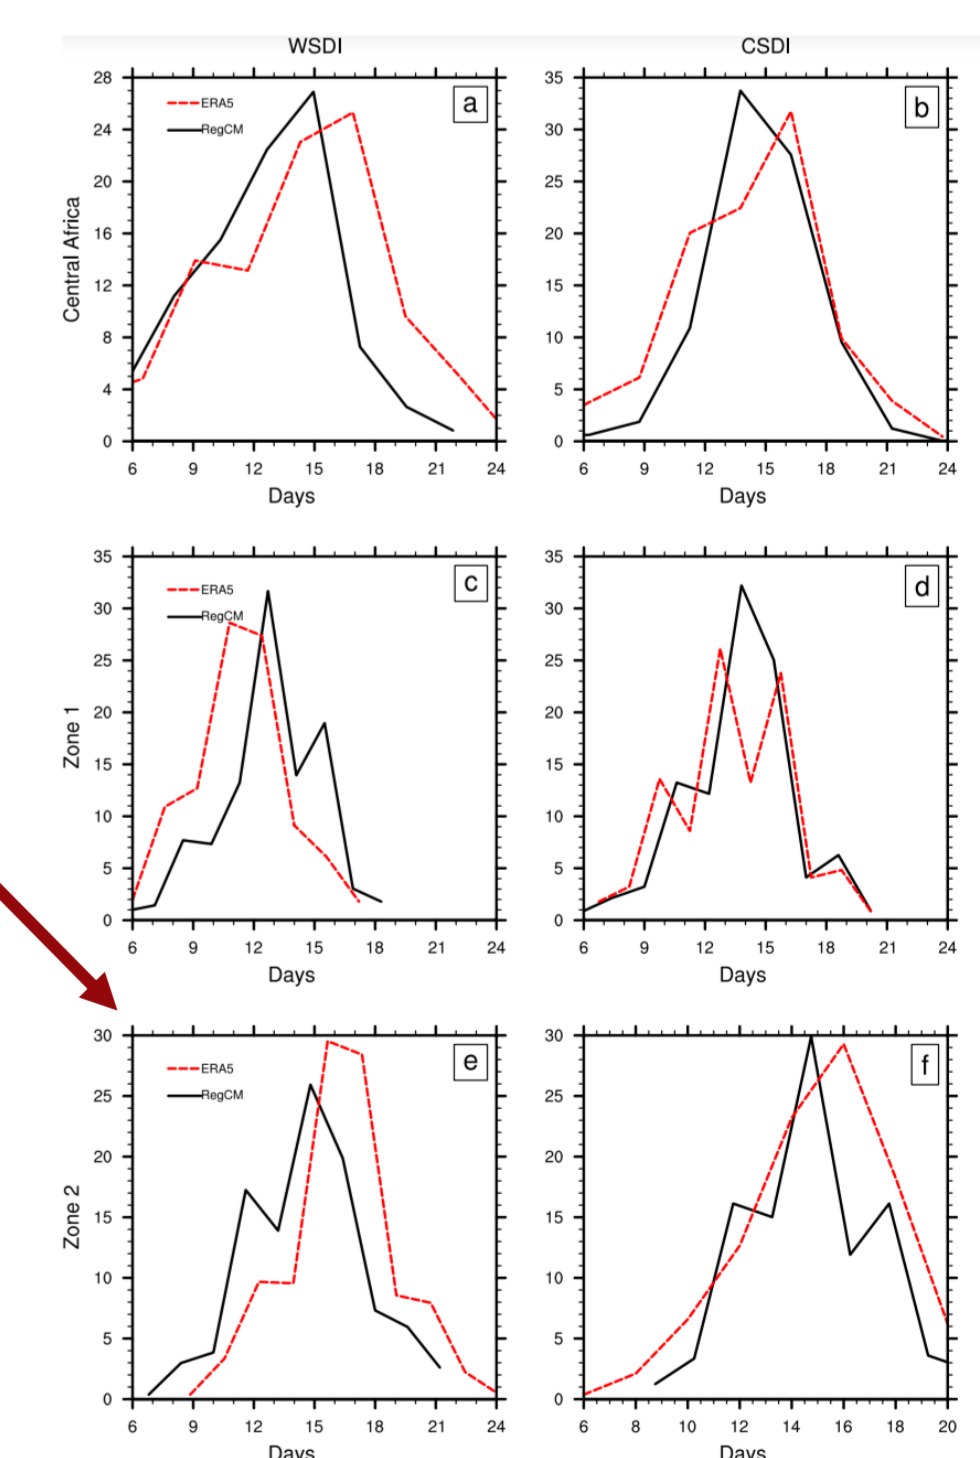 WSDI CSDI
28 35
ERA5 a b
24 RegCM 30
20 25
Central Africa
16 20
12 15
8 10
4 5
0 0
6 9 12 15 18 21 24 6 9 12 15 18 21 24
Days Days
35 35
ERA5 c d
30 RegCM 30
25 25
20 20
Zone 1
15 15
10 10
5 5
0 0
6 9 12 15 18 21 24 6 9 12 15 18 21 24
Days Days
30 30
ERA5 e f
25 RegCM 25
20 20
Zone 2
15 15
10 10
5 5
0 0
6 9 12 15 18 21 24 6 8 10 12 14 16 18 20
Days Days